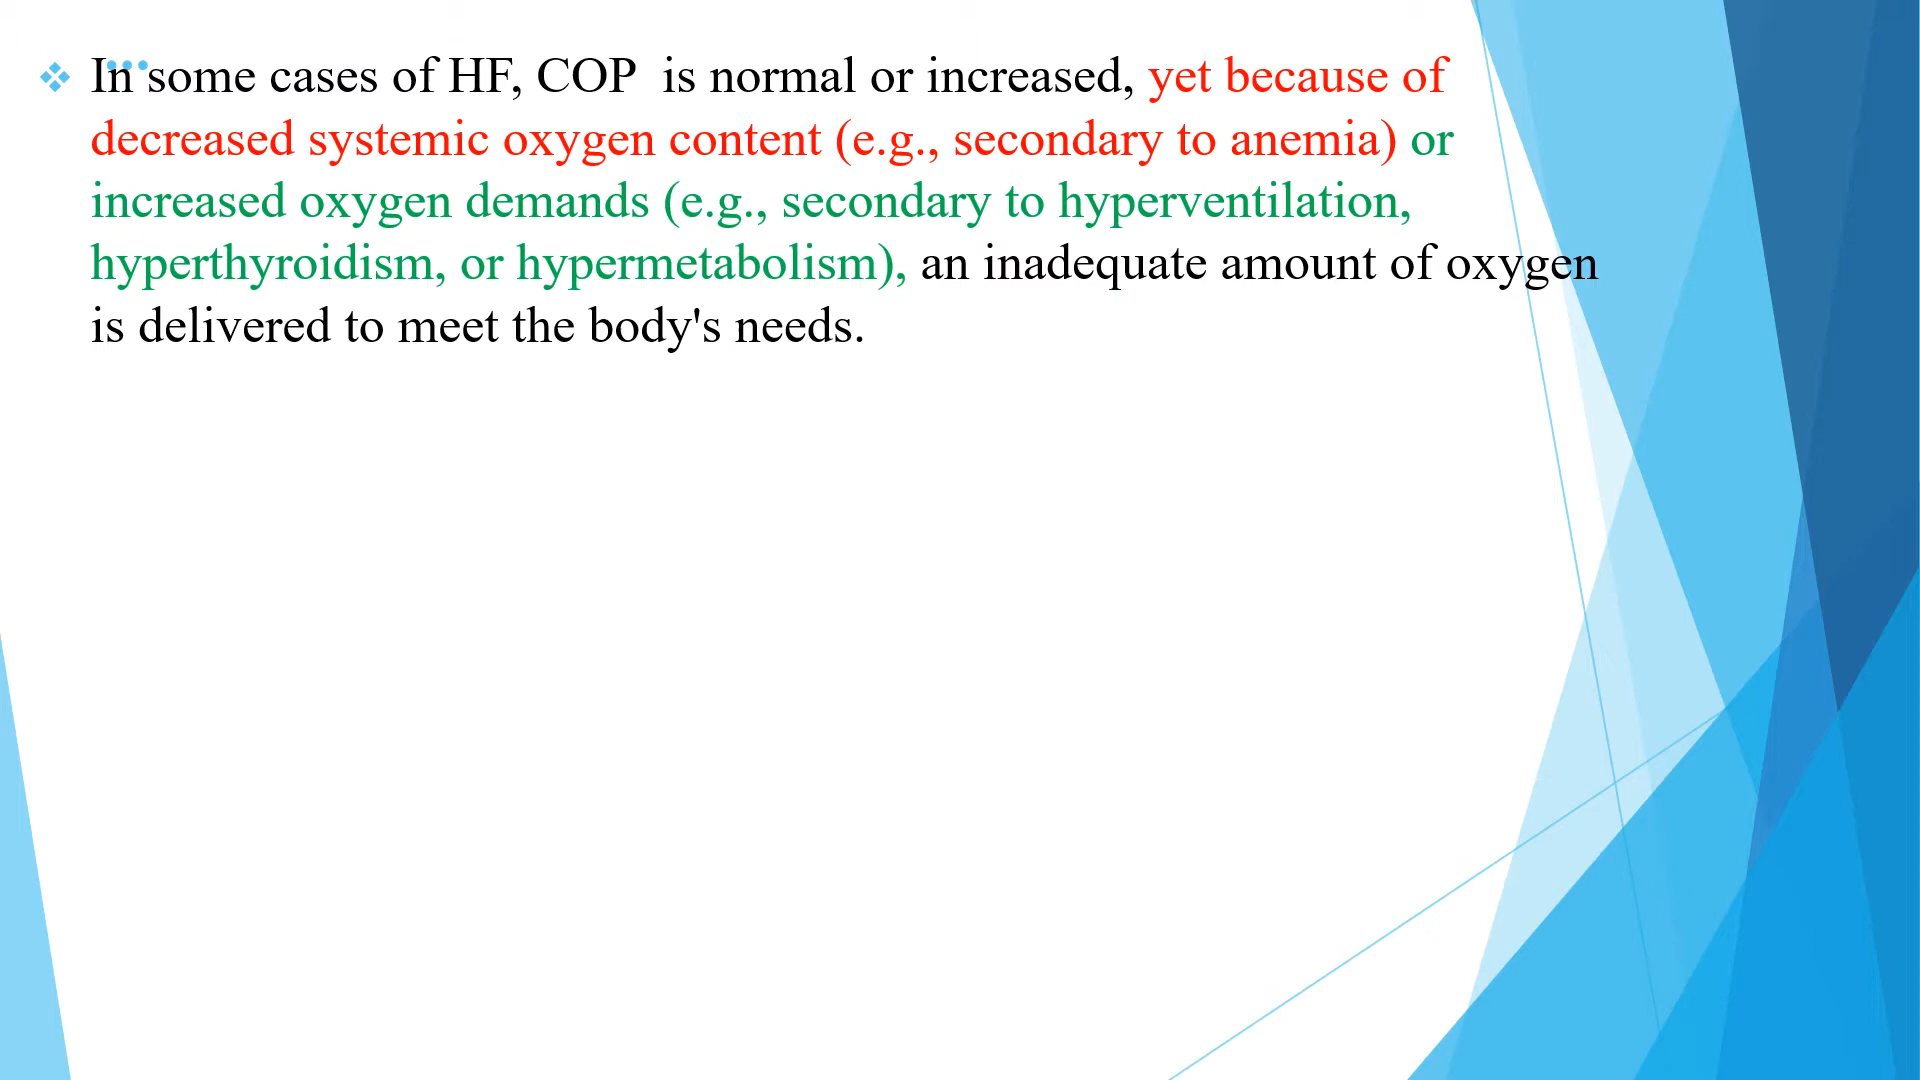 ...
❖ In some cases of HF, COP  is normal or increased, yet because of
decreased systemic oxygen content (e.g., secondary to anemia) or
increased oxygen demands (e.g., secondary to hyperventilation,
hyperthyroidism, or hypermetabolism), an inadequate amount of oxygen
is delivered to meet the body's needs.